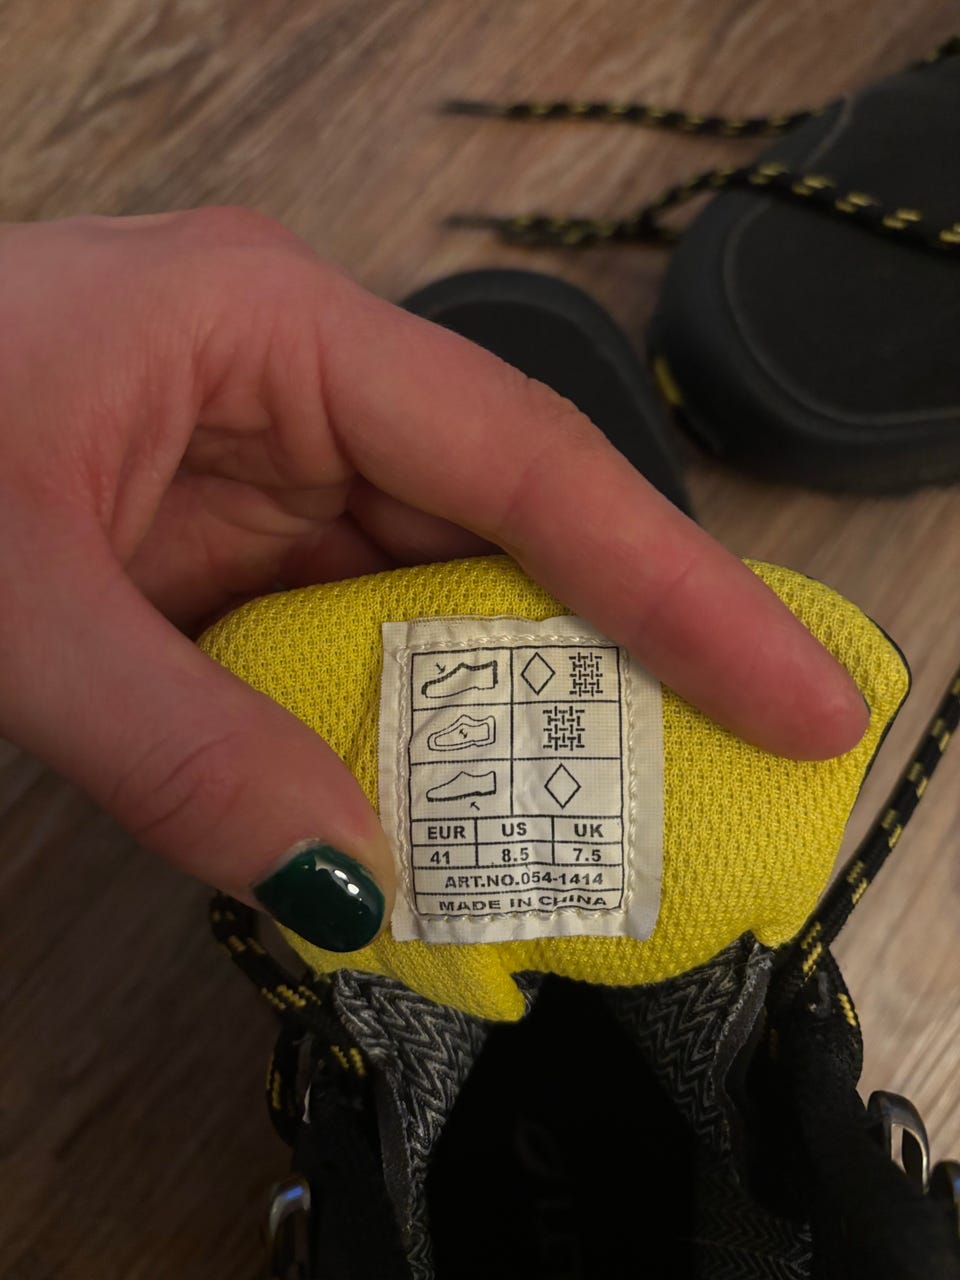 EUR US UK
41 8.5 7.5
ART.NO.054-1414
MADE IN CHINA